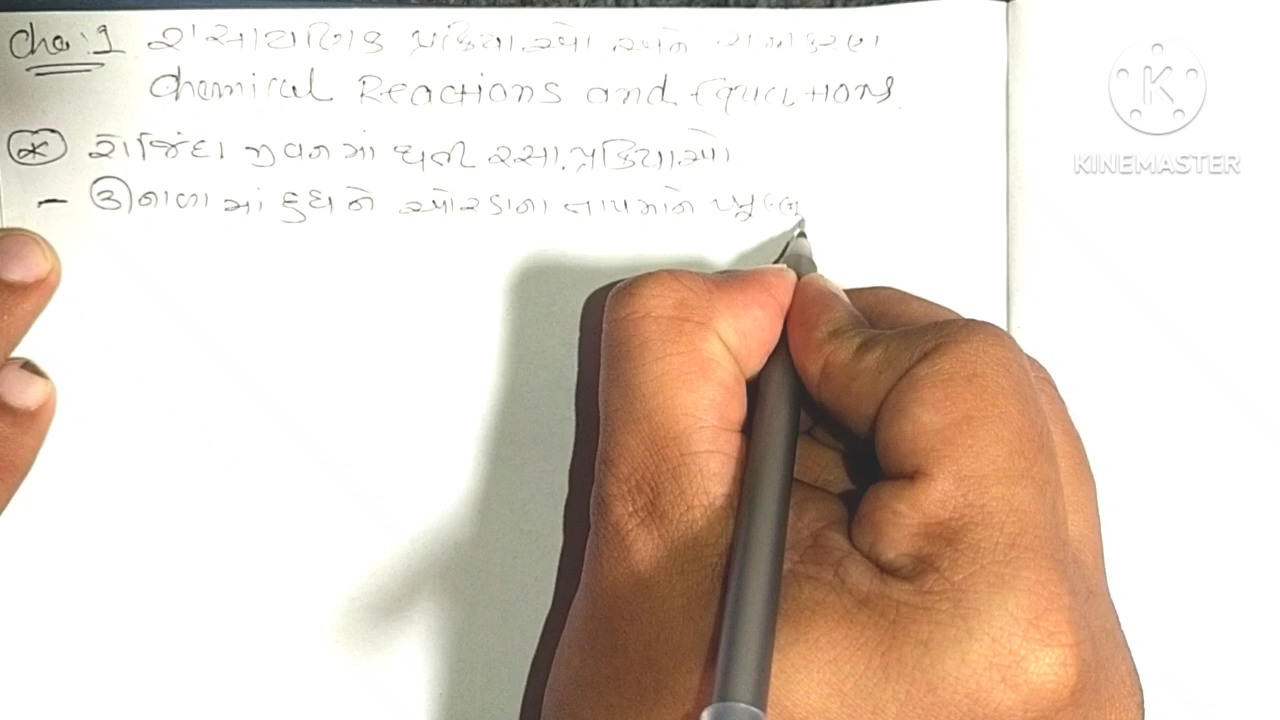 Cha:1 રાસાયણિક પ્રક્રિયાઓ અને સમીકરણ
Chemical Reactions and Equations.
* રોજિંદા જીવનમાં થતી રસા. પ્રક્રિયાઓ
- ઉનાળામાં દુધને ઓરડાના તાપમાને
K
KINEMASTER